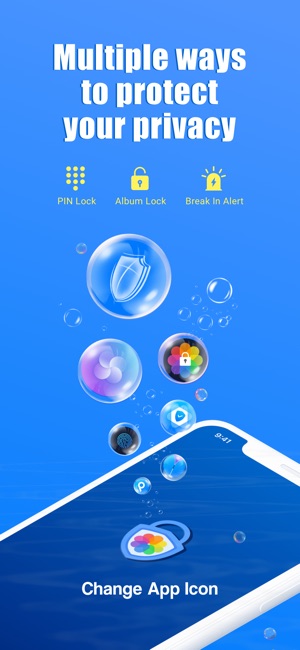 Multiple ways
to protect
your privacy
PIN Lock
Album Lock
Break In Alert
9:41
Change App Icon